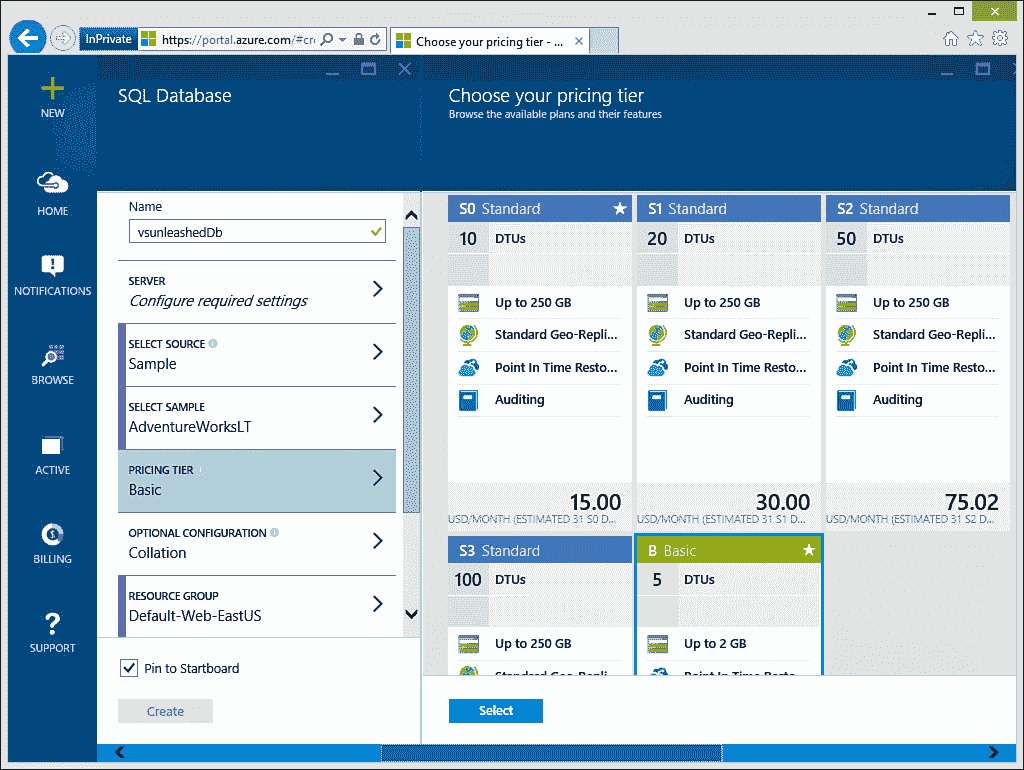 InPrivate
https://portal.azure.com/#cr
Choose your pricing tier - ...
NEW
HOME
NOTIFICATIONS
BROWSE
ACTIVE
BILLING
SUPPORT
SQL Database
Name
vsunleashedDb
SERVER
Configure required settings
SELECT SOURCE
Sample
SELECT SAMPLE
AdventureWorksLT
PRICING TIER
Basic
OPTIONAL CONFIGURATION
Collation
RESOURCE GROUP
Default-Web-EastUS
Pin to Startboard
Create
Choose your pricing tier
Browse the available plans and their features
S0 Standard
10 DTUs
Up to 250 GB
Standard Geo-Repli...
Point In Time Resto...
Auditing
15.00
USD/MONTH (ESTIMATED 31 S0 D...
S1 Standard
20 DTUs
Up to 250 GB
Standard Geo-Repli...
Point In Time Resto...
Auditing
30.00
USD/MONTH (ESTIMATED 31 S1 D...
S2 Standard
50 DTUs
Up to 250 GB
Standard Geo-Repli...
Point In Time Resto...
Auditing
75.02
USD/MONTH (ESTIMATED 31 S2 D...
S3 Standard
100 DTUs
Up to 250 GB
Standard Geo-Repli...
B Basic
5 DTUs
Up to 2 GB
Point In Time Resto...
Select